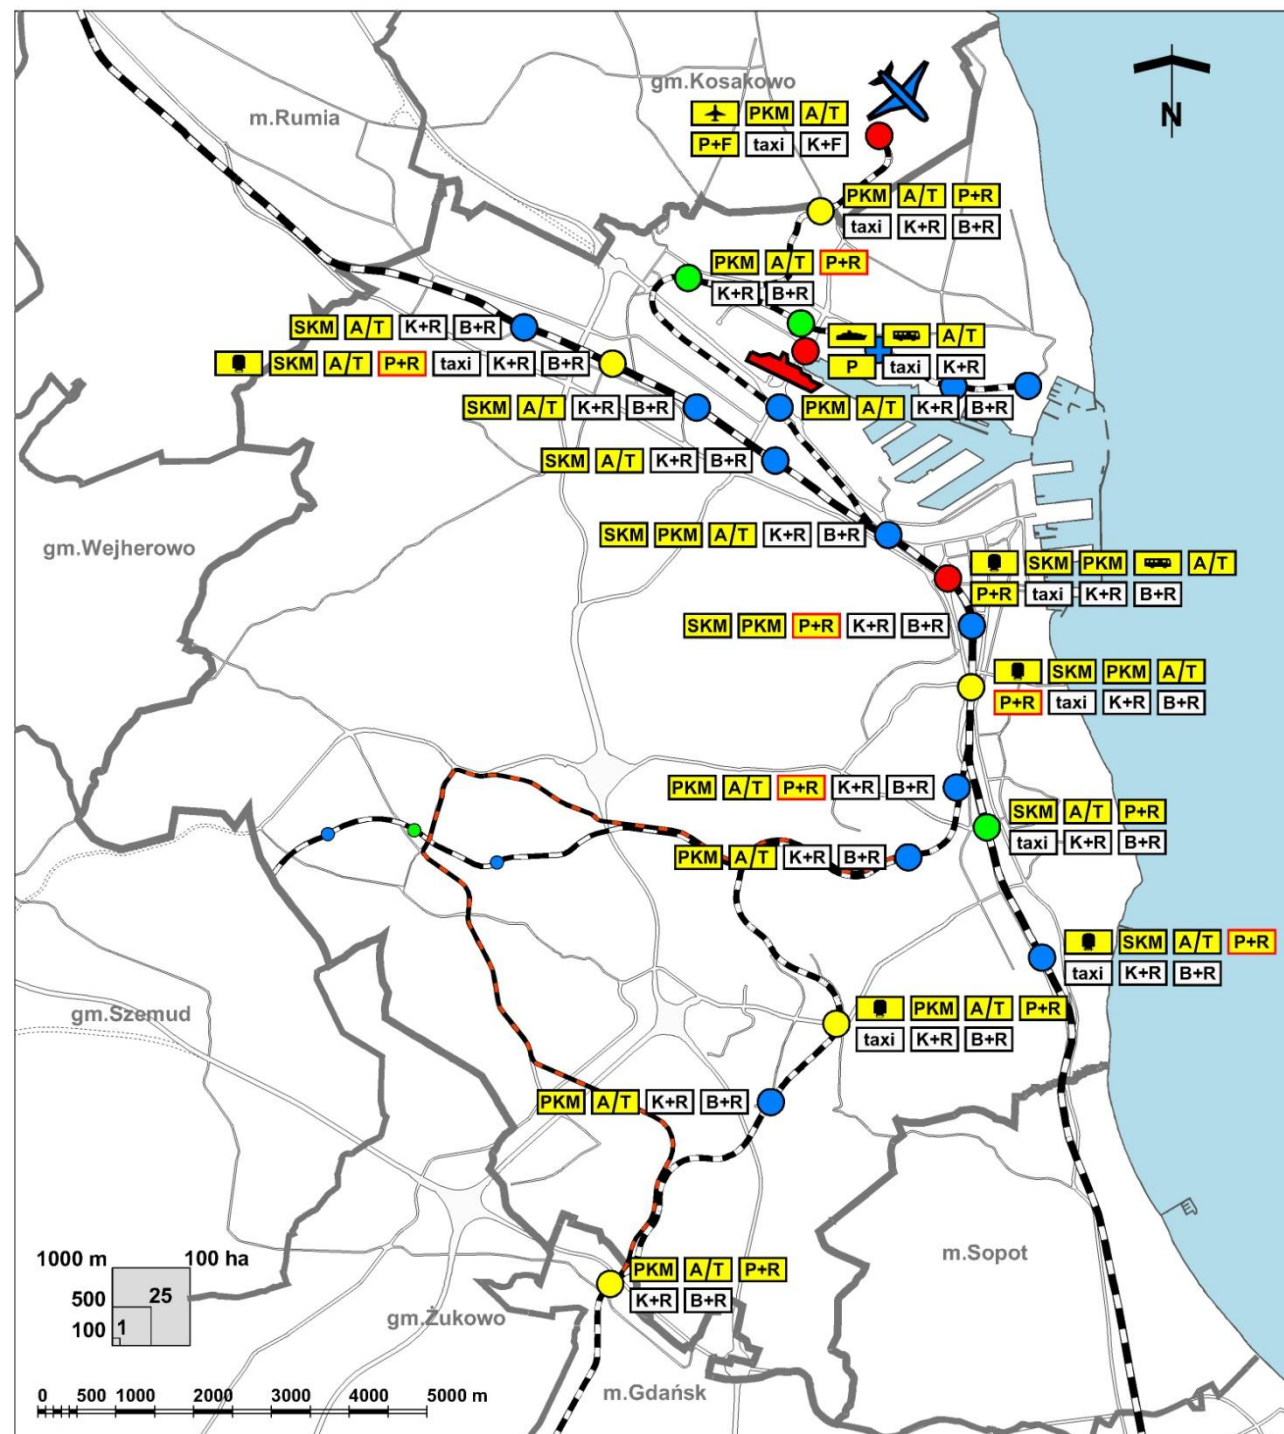 gm.Kosakowo
m.Rumia
N
PKM A/T
P+F taxi K+F
PKM A/T P+R
taxi K+R B+R
PKM A/T P+R
K+R B+R
SKM A/T K+R B+R
A/T
P taxi K+R
SKM A/T P+R taxi K+R B+R
SKM A/T K+R B+R
PKM A/T K+R B+R
SKM A/T K+R B+R
SKM PKM A/T K+R B+R
gm.Wejherowo
SKM PKM A/T
P+R taxi K+R B+R
SKM PKM P+R K+R B+R
SKM PKM A/T
P+R taxi K+R B+R
PKM A/T P+R K+R B+R
SKM A/T P+R
taxi K+R B+R
PKM A/T K+R B+R
SKM A/T P+R
taxi K+R B+R
gm.Szemud
PKM A/T P+R
taxi K+R B+R
PKM A/T K+R B+R
m.Sopot
1000 m 100 ha
500 25
100 1
PKM A/T P+R
K+R B+R
gm.Żukowo
m.Gdańsk
0 500 1000 2000 3000 4000 5000 m